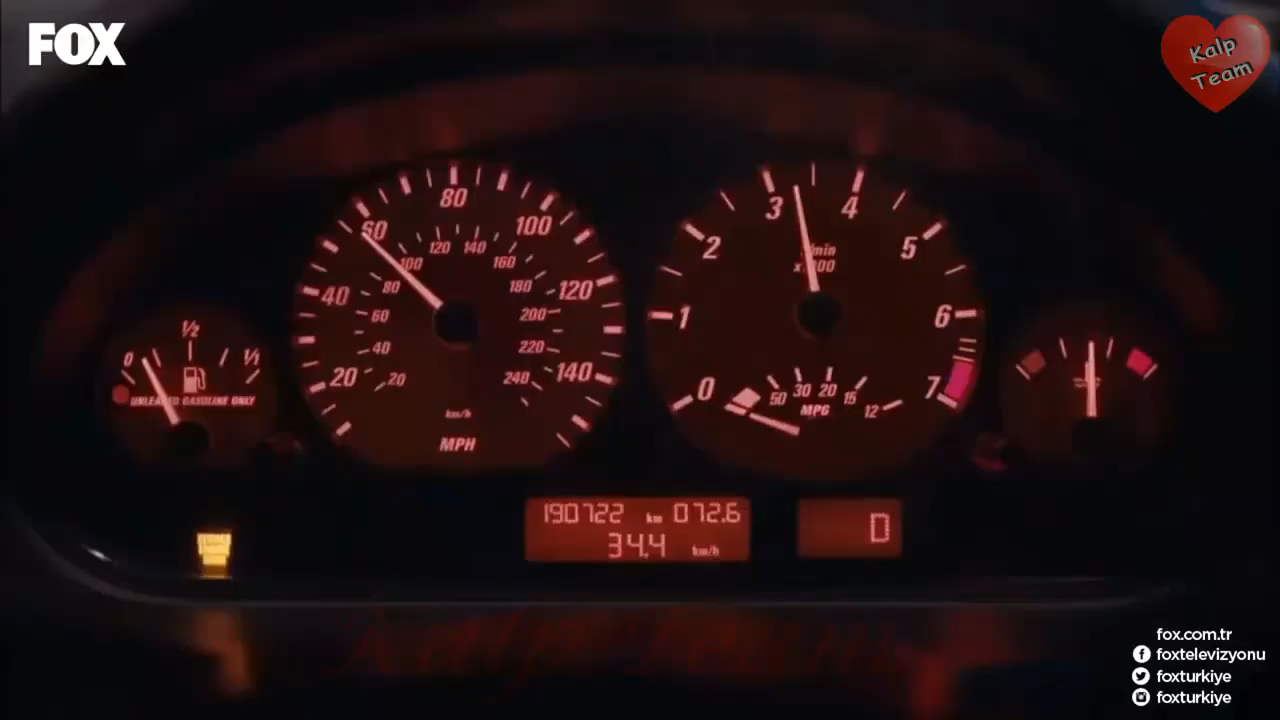 FOX
Kalp
Team
0 1/2 1/1
UNLEADED GASOLINE ONLY
20 40 60 80 100 120 140
20 40 60 80 100 120 140 160 180 200 220 240
km/h
MPH
0 1 2 3 4 5 6 7
1/min
x1000
50 30 20 15 12
MPG
190722 km 072.6
34.4 km/h
D
fox.com.tr
foxtelevizyonu
foxturkiye
foxturkiye